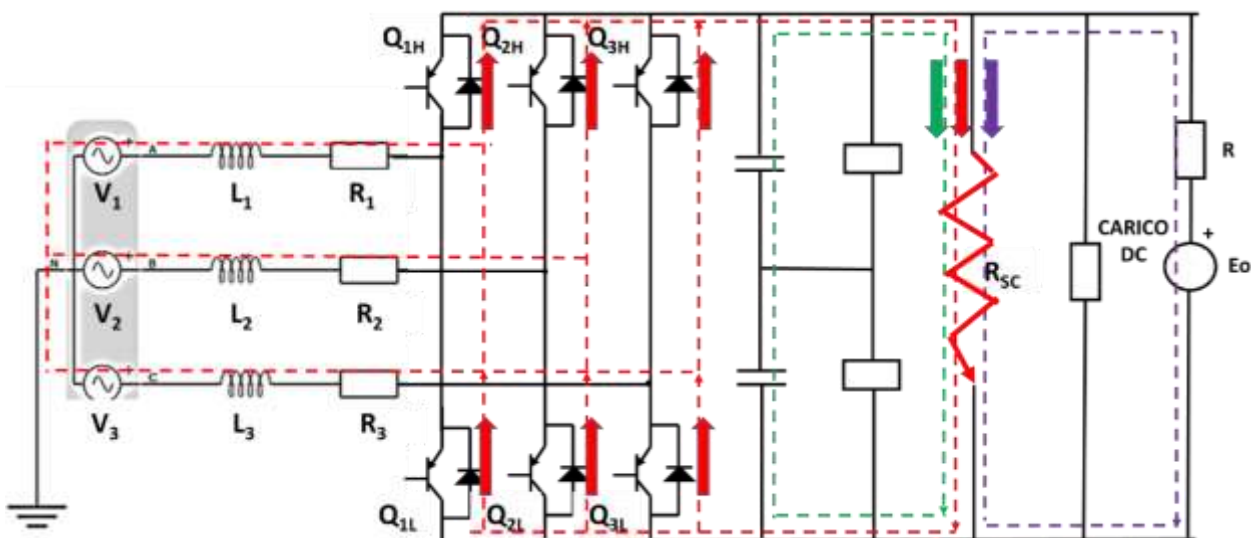 Q1H
Q2H
Q3H
A
V1
L1
R1
R
+
CARICO
DC
RSC
Eo
N
B
V2
L2
R2
C
V3
L3
R3
Q1L
Q2L
Q3L